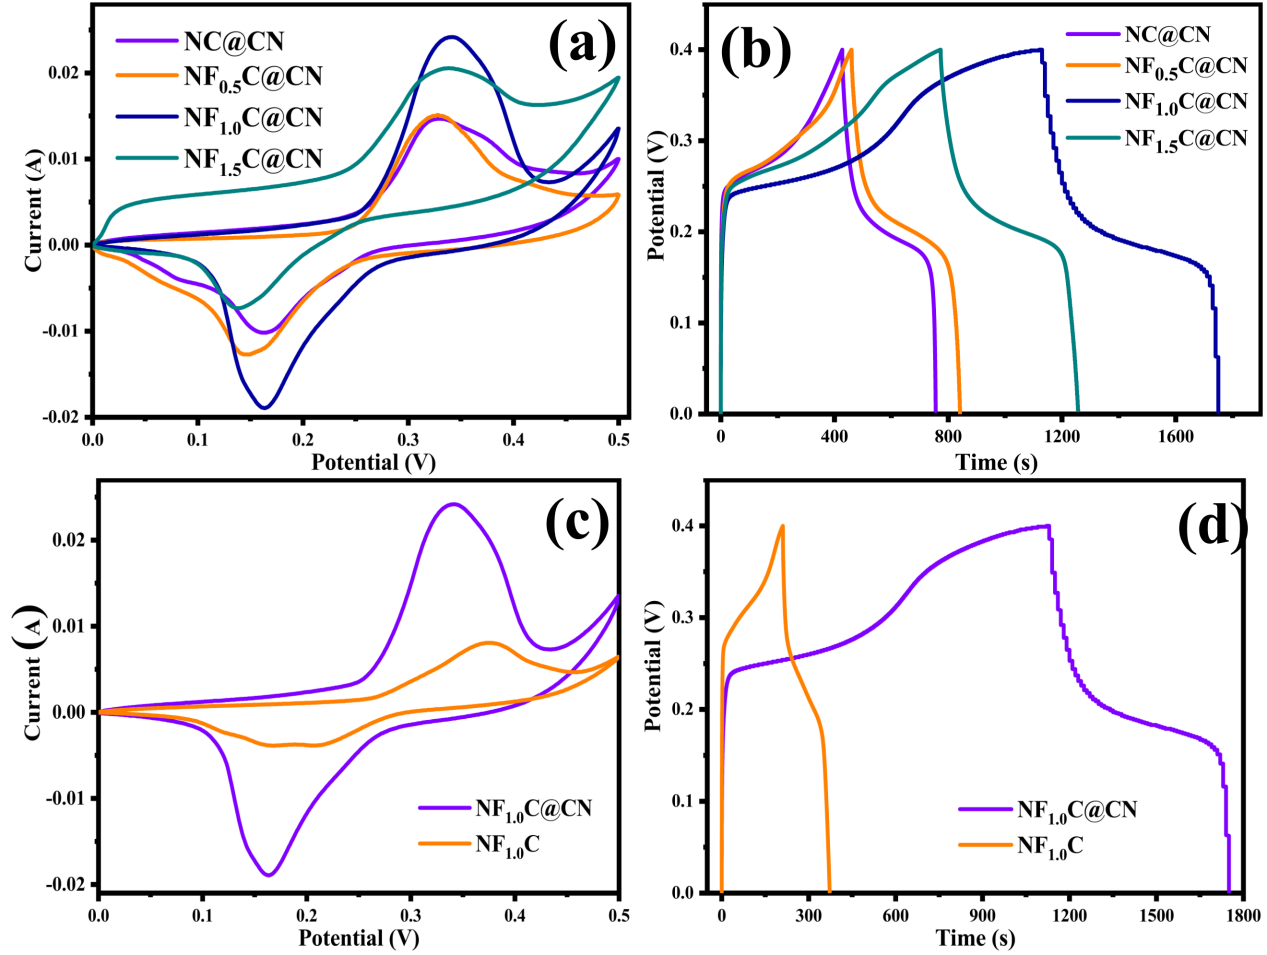 (a)
NC@CN
NF0.5C@CN
NF1.0C@CN
NF1.5C@CN
Current (A)
0.02
0.01
0.00
-0.01
-0.02
0.0 0.1 0.2 0.3 0.4 0.5
Potential (V)
(b)
NC@CN
NF0.5C@CN
NF1.0C@CN
NF1.5C@CN
Potential (V)
0.4
0.3
0.2
0.1
0.0
0 400 800 1200 1600
Time (s)
(c)
Current (A)
0.02
0.01
0.00
-0.01
-0.02
NF1.0C@CN
NF1.0C
0.0 0.1 0.2 0.3 0.4 0.5
Potential (V)
(d)
Potential (V)
0.4
0.3
0.2
0.1
0.0
NF1.0C@CN
NF1.0C
0 300 600 900 1200 1500 1800
Time (s)